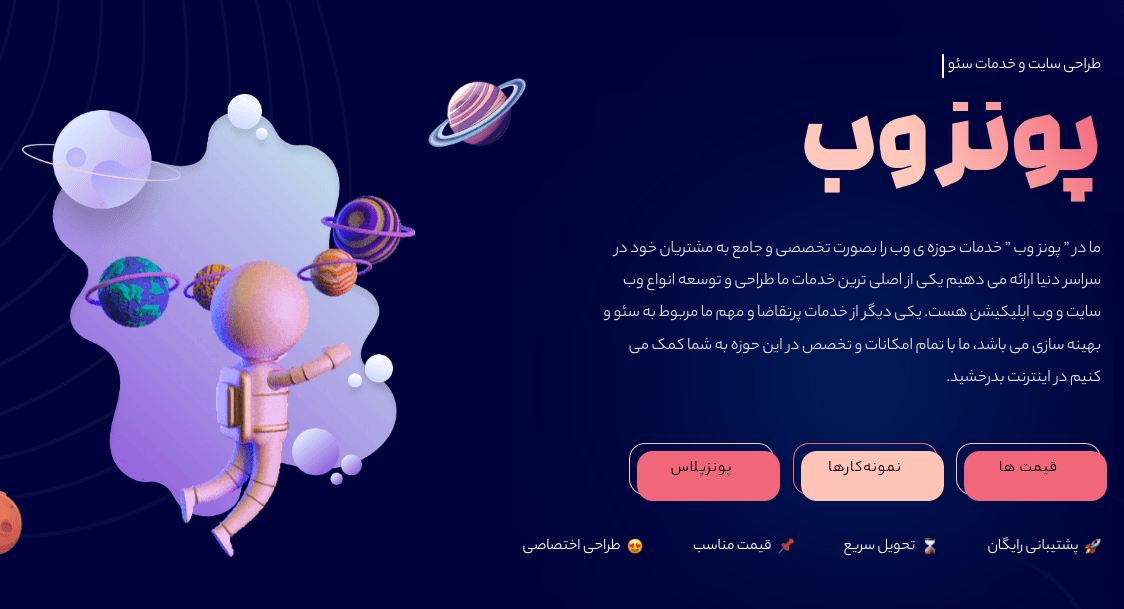 طراحی سایت و خدمات سئو
پونز وب
ما در ” پونز وب ” خدمات حوزه ی وب را بصورت تخصصی و جامع به مشتریان خود در
سراسر دنیا ارائه می دهیم یکی از اصلی ترین خدمات ما طراحی و توسعه انواع وب
سایت و وب اپلیکیشن هست. یکی دیگر از خدمات پرتقاضا و مهم ما مربوط به سئو و
بهینه سازی می باشد، ما با تمام امکانات و تخصص در این حوزه به شما کمک می
کنیم در اینترنت بدرخشید.
قیمت ها نمونه‌کارها پونزپلاس
🚀 پشتیبانی رایگان ⏳ تحویل سریع 📌 قیمت مناسب 😍 طراحی اختصاصی